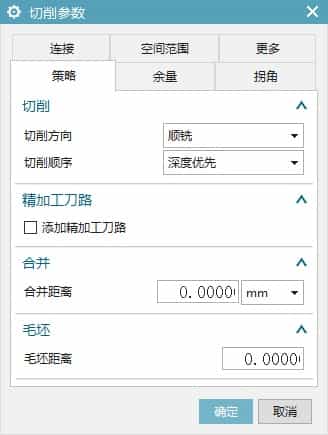 切削参数
连接 空间范围 更多
策略 余量 拐角
切削
切削方向 顺铣
切削顺序 深度优先
精加工刀路
添加精加工刀路
合并
合并距离 0.0000 mm
毛坯
毛坯距离 0.0000
确定 取消